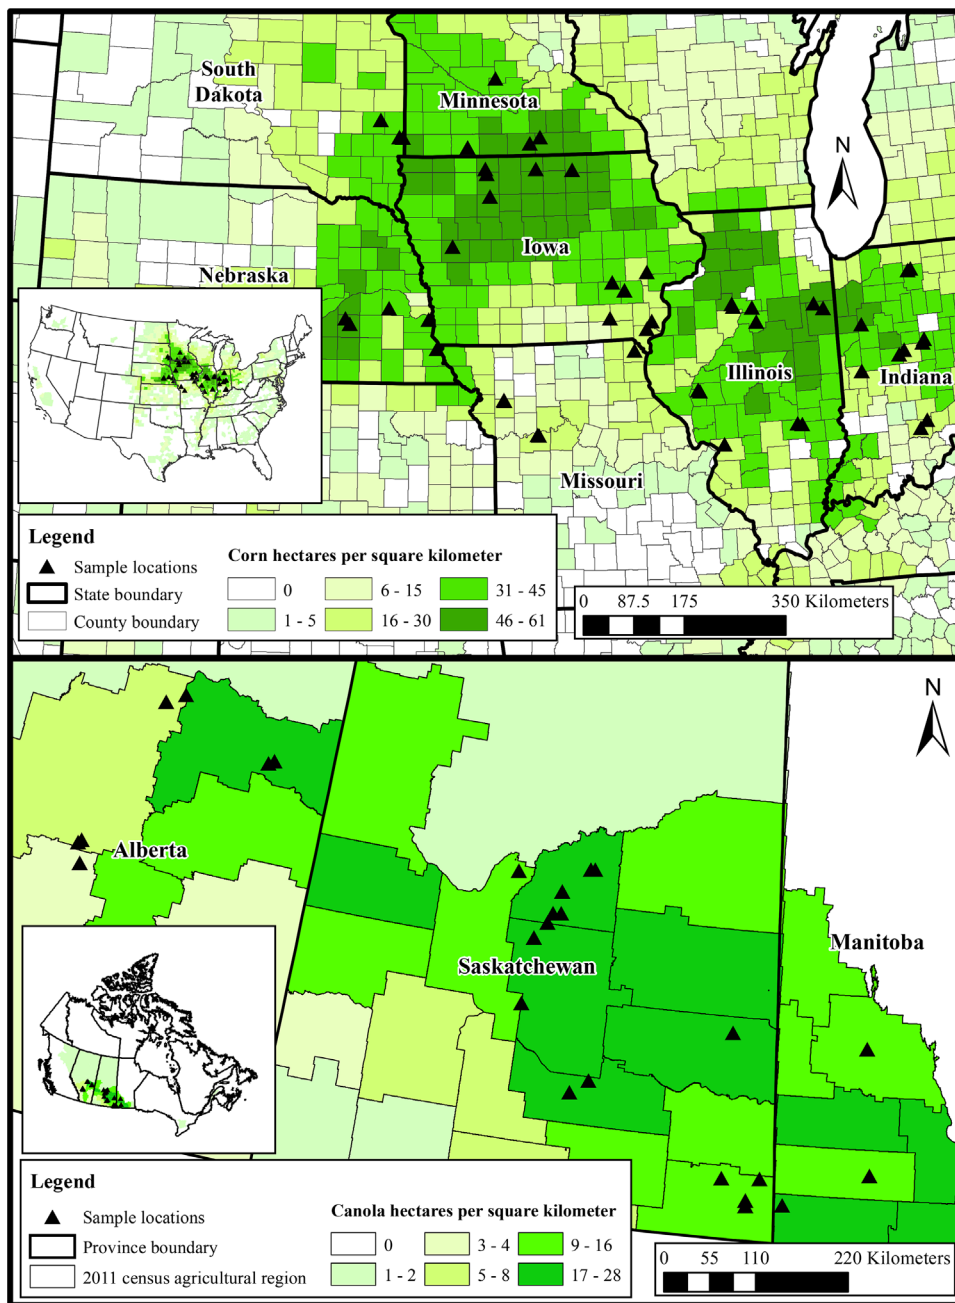 South
Dakota
Minnesota
N
Iowa
Nebraska
Illinois
Indiana
Missouri
Legend
Sample locations
State boundary
County boundary
Corn hectares per square kilometer
0
6 - 15
31 - 45
1 - 5
16 - 30
46 - 61
0 87.5 175 350 Kilometers
N
Alberta
Saskatchewan
Manitoba
Legend
Sample locations
Province boundary
2011 census agricultural region
Canola hectares per square kilometer
0
3 - 4
9 - 16
1 - 2
5 - 8
17 - 28
0 55 110 220 Kilometers